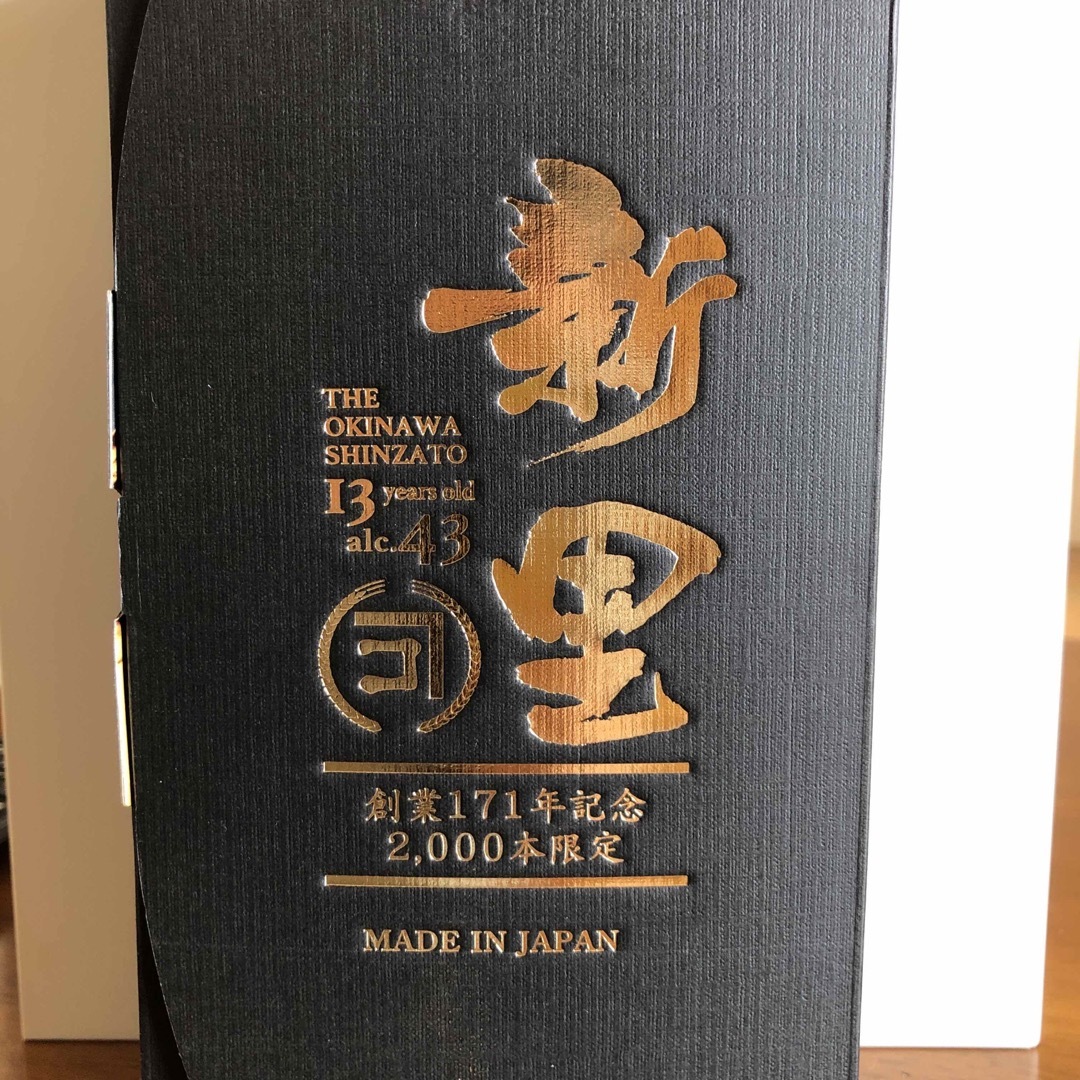 新里
THE
OKINAWA
SHINZATO
13 years old
alc.43
創業171年記念
2,000本限定
MADE IN JAPAN